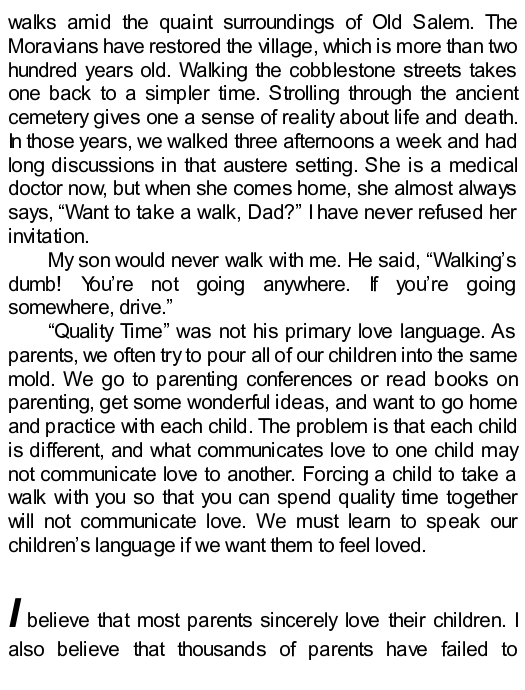 walks amid the quaint surroundings of Old Salem. The
Moravians have restored the village, which is more than two
hundred years old. Walking the cobblestone streets takes
one back to a simpler time. Strolling through the ancient
cemetery gives one a sense of reality about life and death.
In those years, we walked three afternoons a week and had
long discussions in that austere setting. She is a medical
doctor now, but when she comes home, she almost always
says, “Want to take a walk, Dad?” I have never refused her
invitation.
My son would never walk with me. He said, “Walking’s
dumb! You’re not going anywhere. If you’re going
somewhere, drive.”
“Quality Time” was not his primary love language. As
parents, we often try to pour all of our children into the same
mold. We go to parenting conferences or read books on
parenting, get some wonderful ideas, and want to go home
and practice with each child. The problem is that each child
is different, and what communicates love to one child may
not communicate love to another. Forcing a child to take a
walk with you so that you can spend quality time together
will not communicate love. We must learn to speak our
children’s language if we want them to feel loved.
I believe that most parents sincerely love their children. I
also believe that thousands of parents have failed to